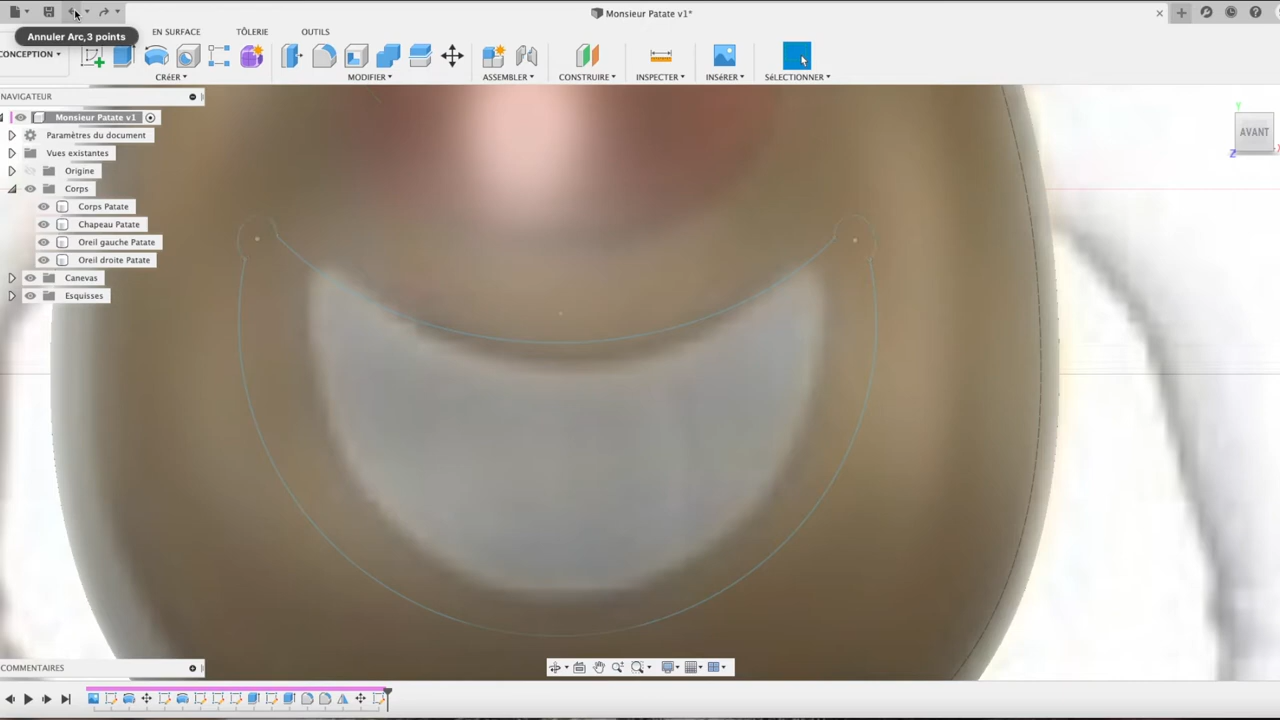 Monsieur Patate v1*
Annuler Arc,3 points
EN SURFACE
TÔLERIE
OUTILS
CONCEPTION
CRÉER
MODIFIER
ASSEMBLER
CONSTRUIRE
INSPECTER
INSÉRER
SÉLECTIONNER
NAVIGATEUR
Monsieur Patate v1
Paramètres du document
Vues existantes
Origine
Corps
Corps Patate
Chapeau Patate
Oreil gauche Patate
Oreil droite Patate
Canevas
Esquisses
Y
AVANT
Z
X
COMMENTAIRES